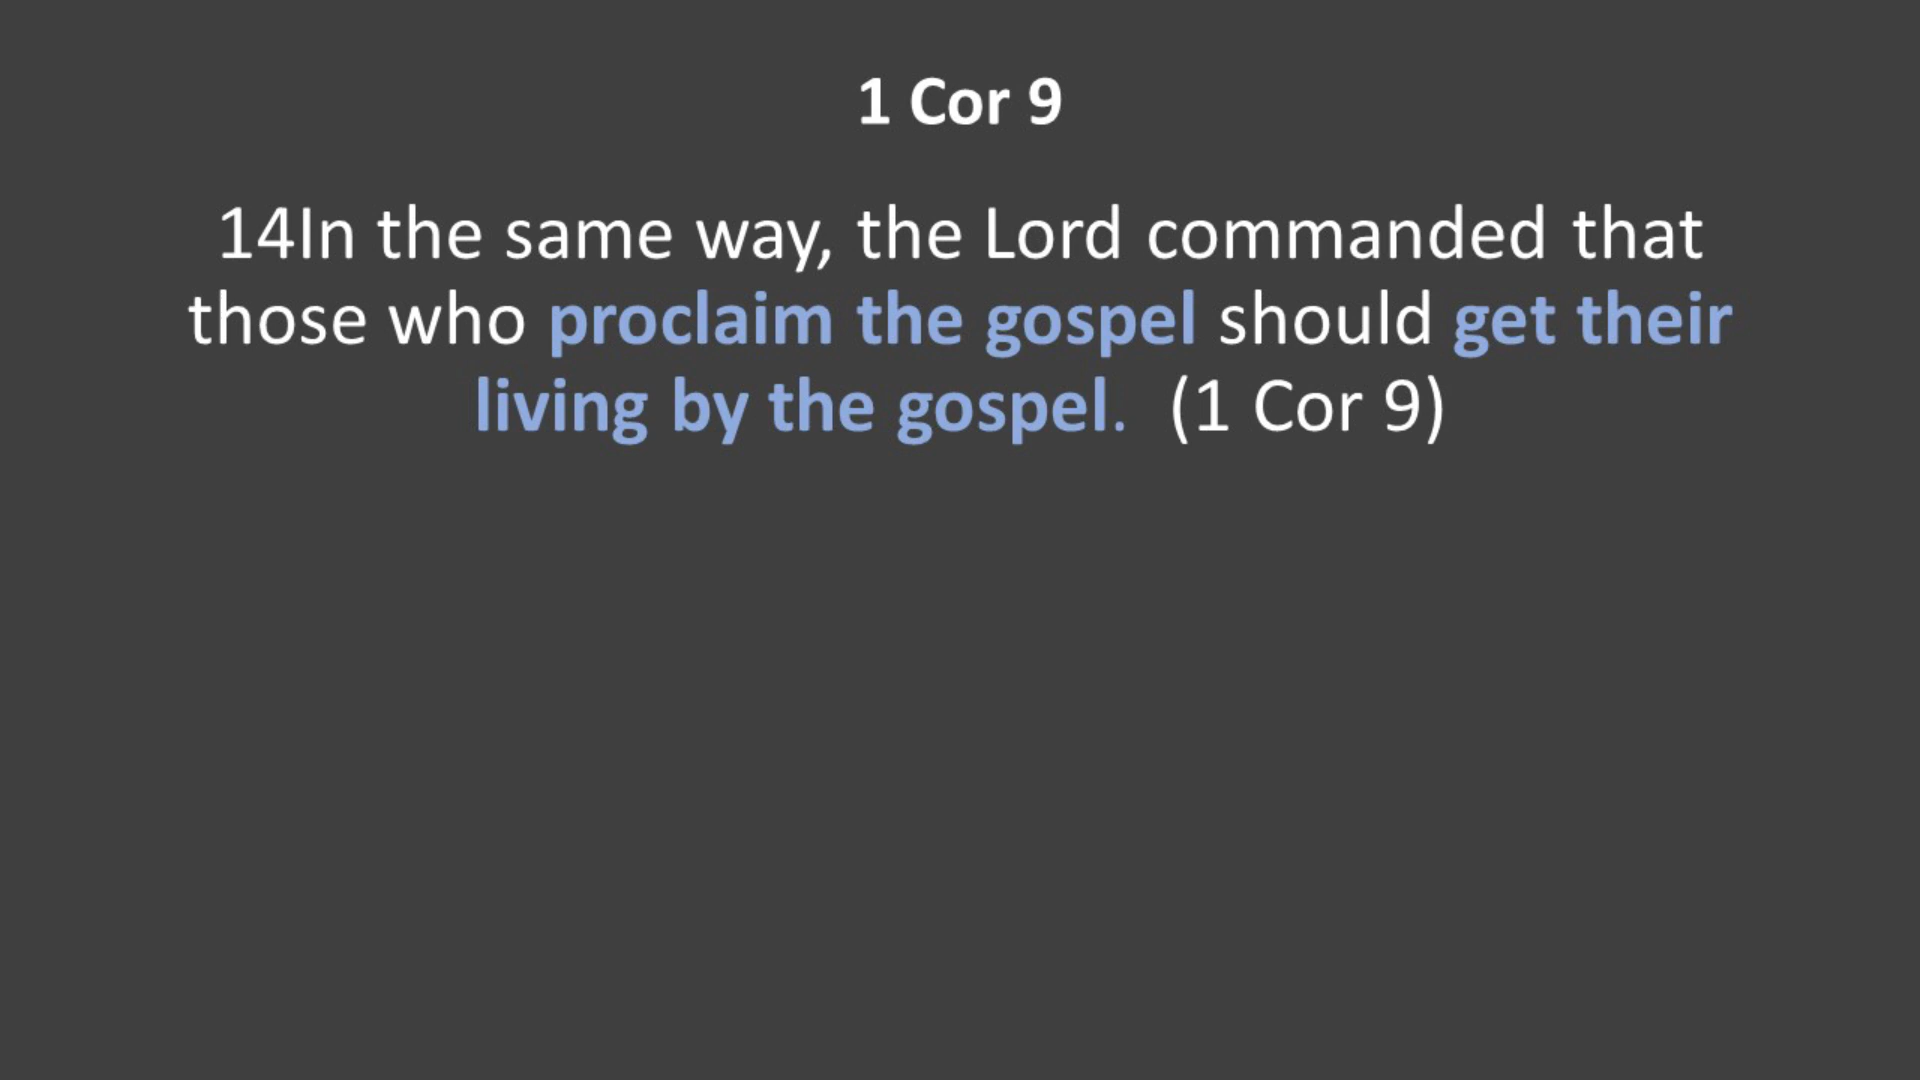 1 Cor 9
14In the same way, the Lord commanded that
those who proclaim the gospel should get their
living by the gospel.  (1 Cor 9)